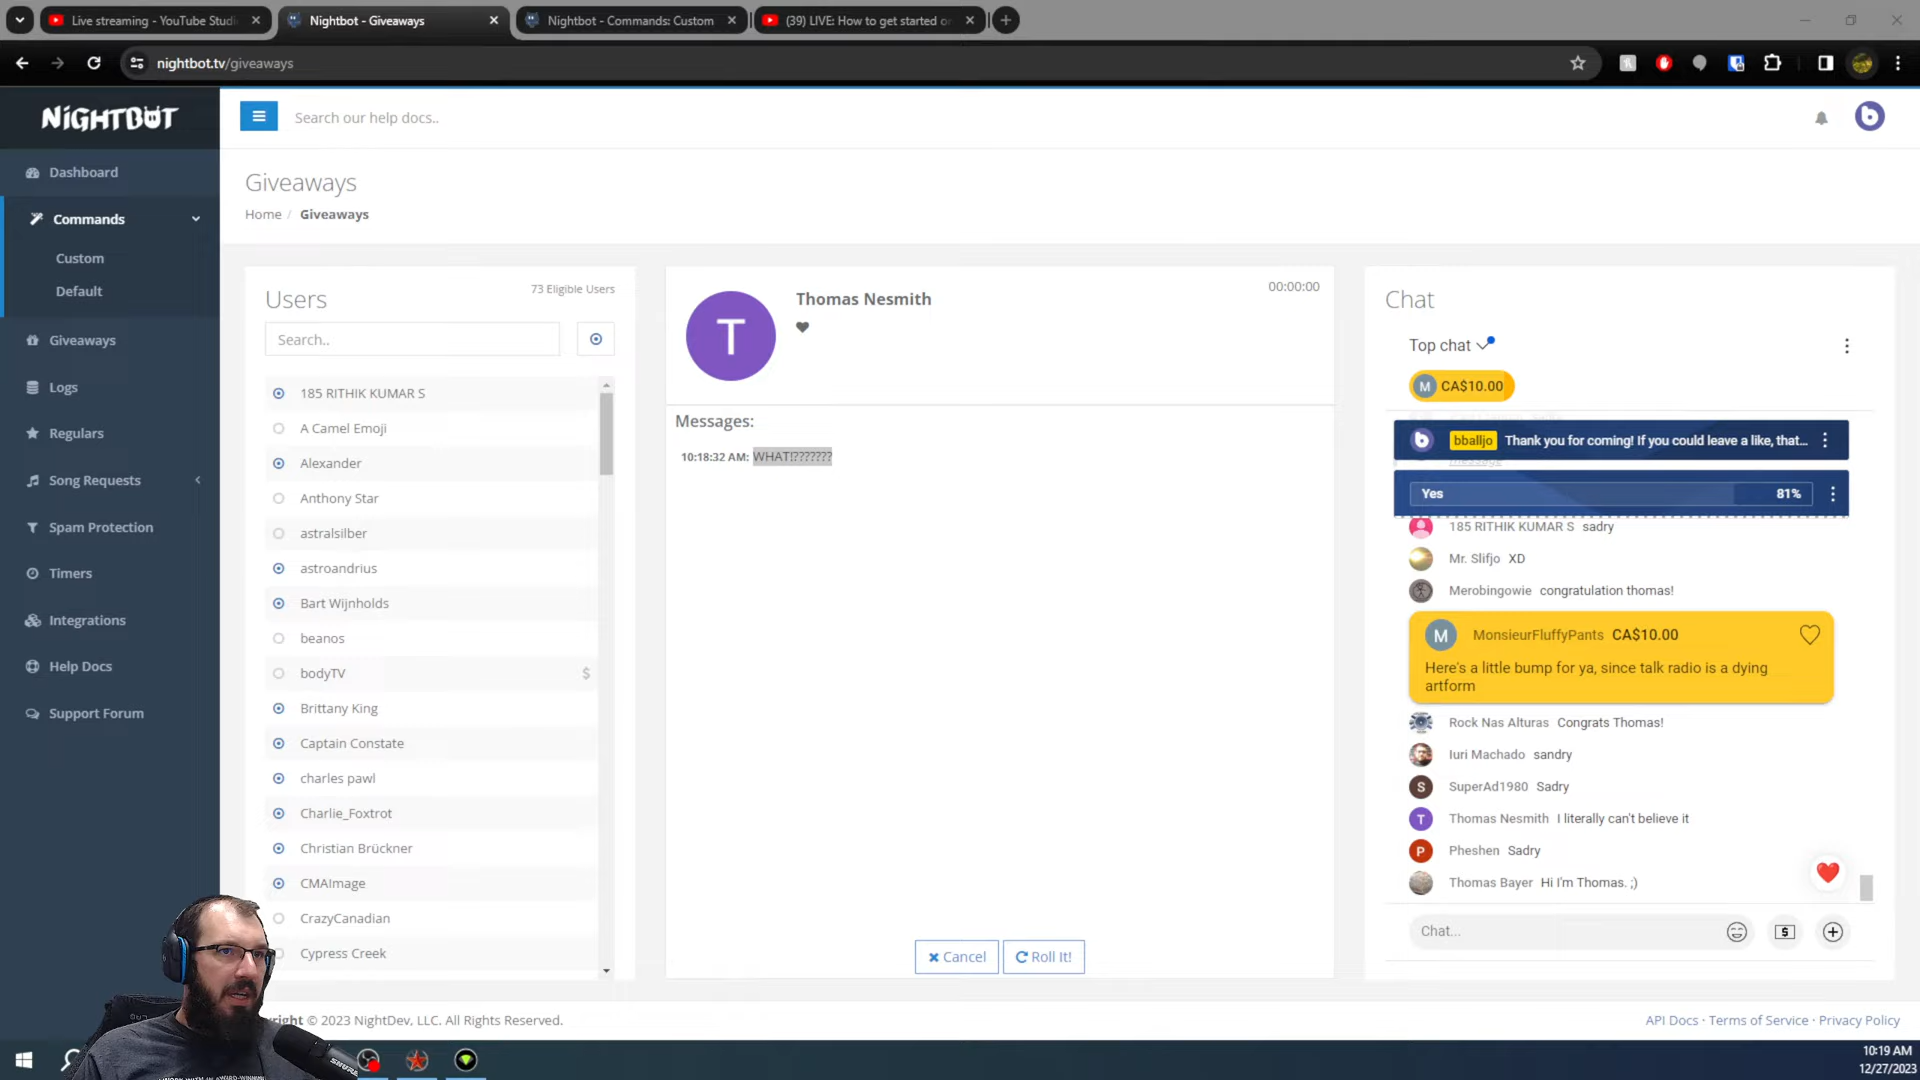 Live streaming - YouTube Studi
Nightbot - Giveaways
Nightbot - Commands: Custom
(39) LIVE: How to get started o
nightbot.tv/giveaways
NiGHTBOT
Search our help docs..
Dashboard
Commands
Custom
Default
Giveaways
Logs
Regulars
Song Requests
Spam Protection
Timers
Integrations
Help Docs
Support Forum
Giveaways
Home / Giveaways
Users
73 Eligible Users
Search..
185 RITHIK KUMAR S
A Camel Emoji
Alexander
Anthony Star
astralsilber
astroandrius
Bart Wijnholds
beanos
bodyTV $
Brittany King
Captain Constate
charles pawl
Charlie_Foxtrot
Christian Brückner
CMAImage
CrazyCanadian
Cypress Creek
T
Thomas Nesmith
00:00:00
Messages:
10:18:32 AM: WHAT!???????
Cancel
Roll It!
Chat
Top chat
M CA$10.00
bballjo Thank you for coming! If you could leave a like, that...
message
Yes 81%
185 RITHIK KUMAR S sadry
Mr. Slifjo XD
Merobingowie congratulation thomas!
M MonsieurFluffyPants CA$10.00
Here's a little bump for ya, since talk radio is a dying
artform
Rock Nas Alturas Congrats Thomas!
Iuri Machado sandry
S SuperAd1980 Sadry
T Thomas Nesmith I literally can't believe it
P Pheshen Sadry
Thomas Bayer Hi I'm Thomas. ;)
Chat...
yright © 2023 NightDev, LLC. All Rights Reserved.
API Docs · Terms of Service · Privacy Policy
SHURE
10:19 AM
12/27/2023